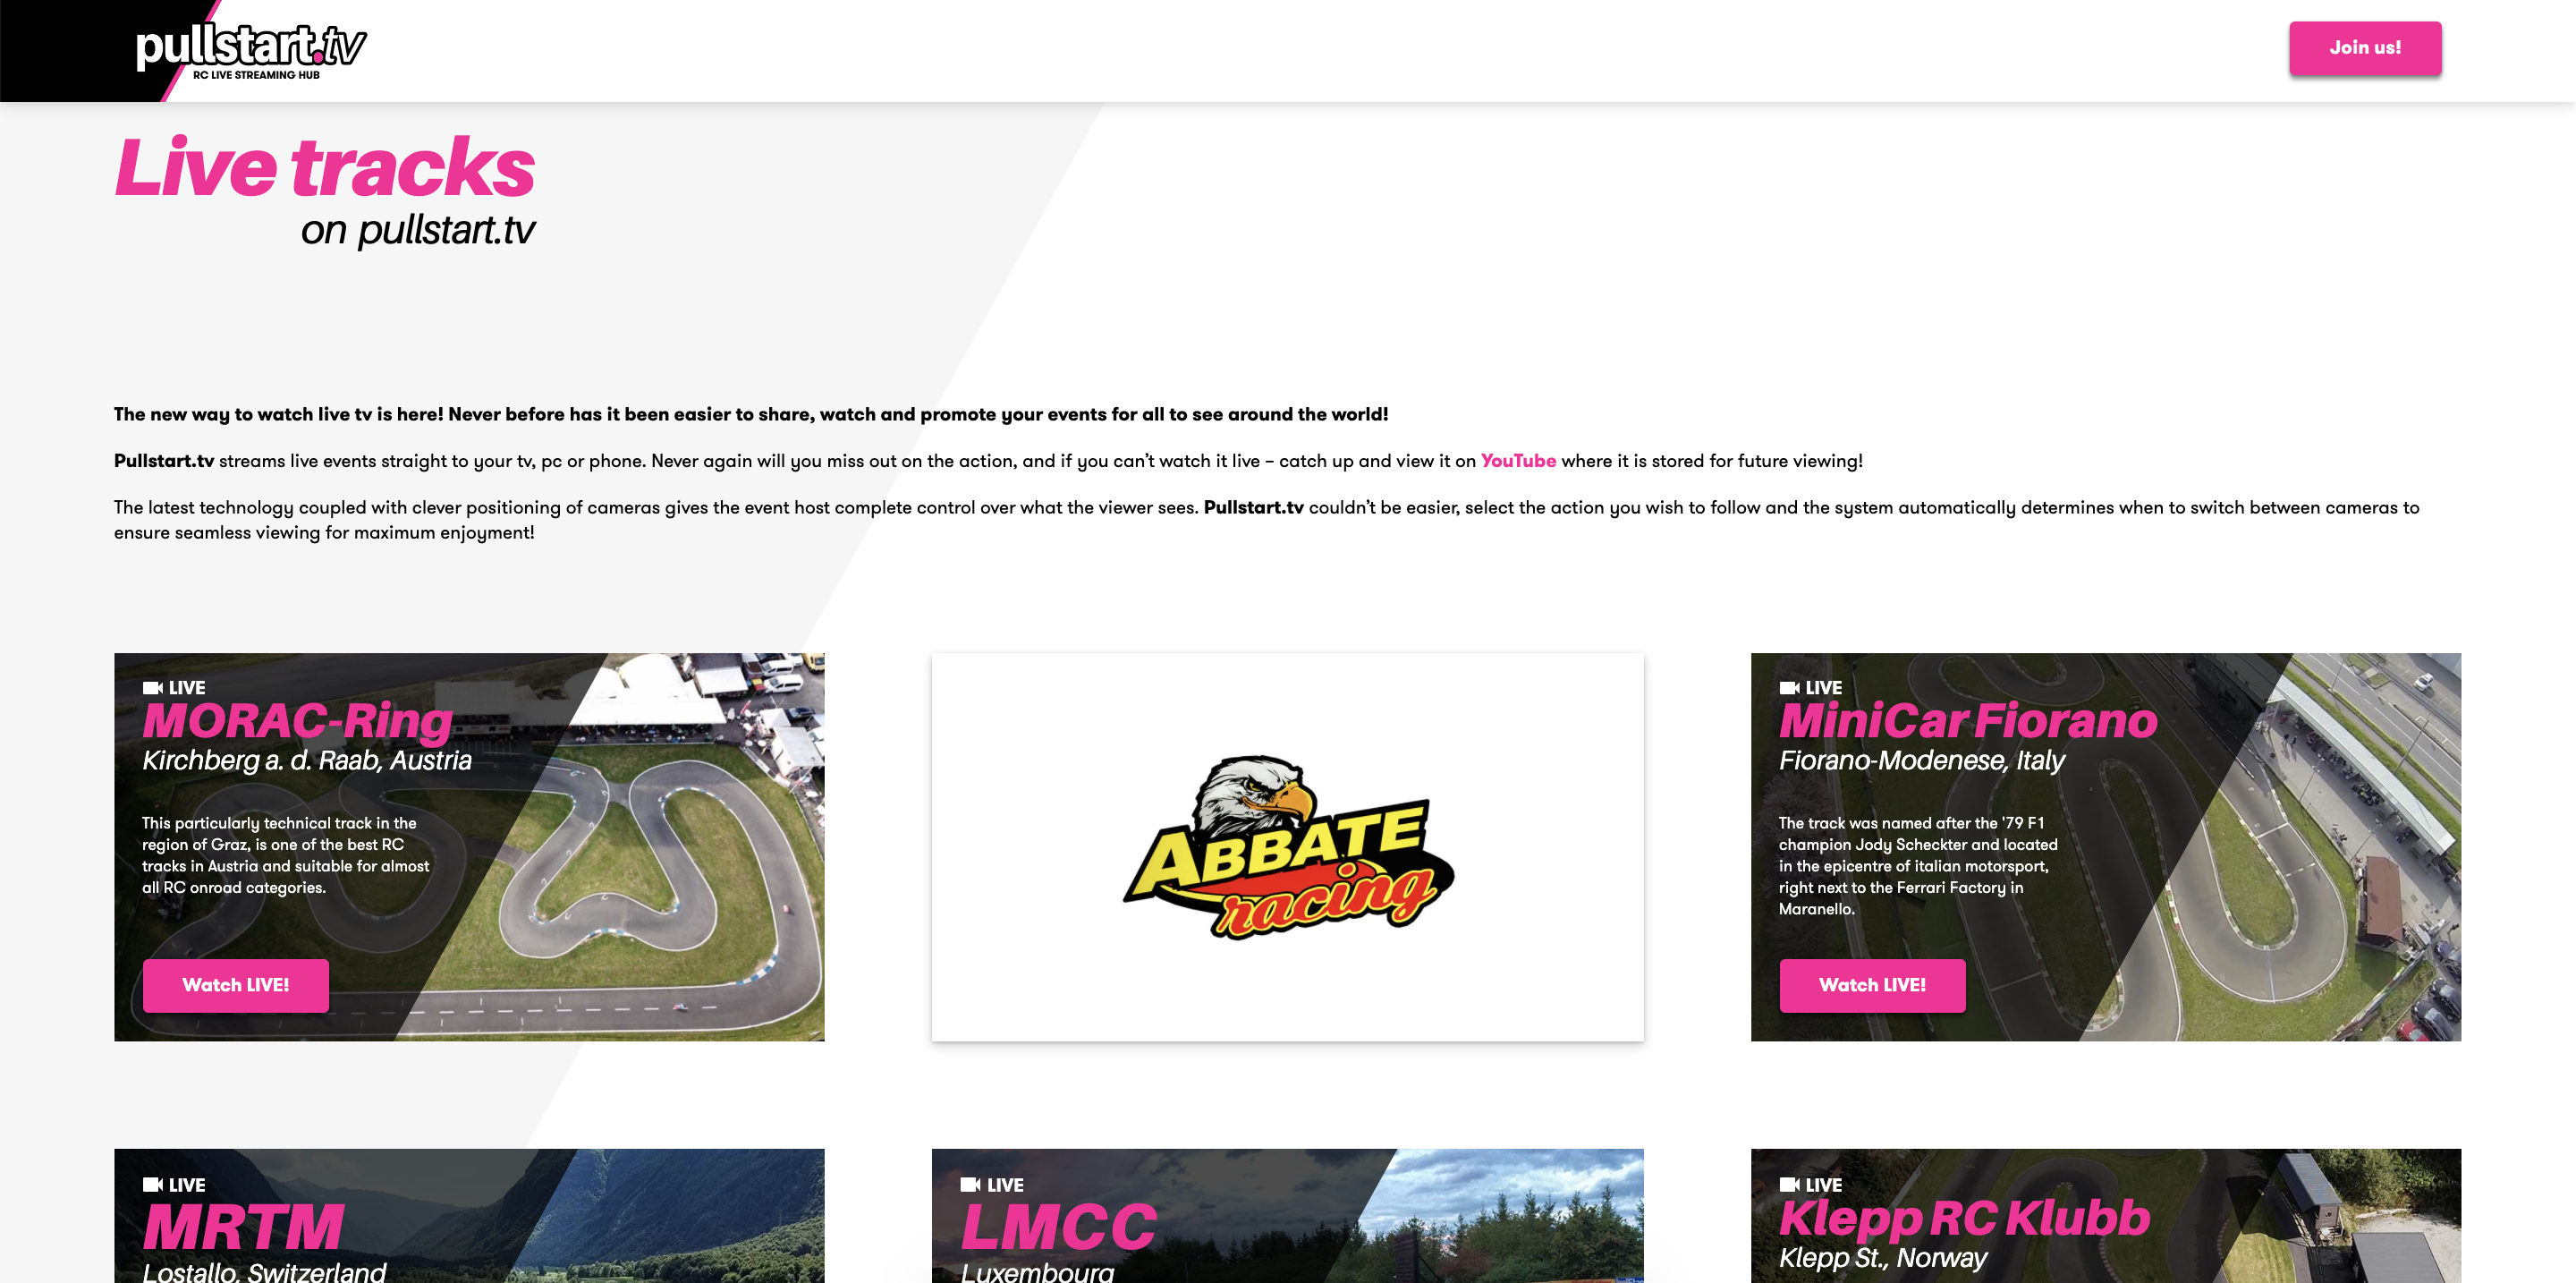 pullstart.tv
RC LIVE STREAMING HUB
Join us!
Live tracks
on pullstart.tv
The new way to watch live tv is here! Never before has it been easier to share, watch and promote your events for all to see around the world!
Pullstart.tv streams live events straight to your tv, pc or phone. Never again will you miss out on the action, and if you can’t watch it live – catch up and view it on YouTube where it is stored for future viewing!
The latest technology coupled with clever positioning of cameras gives the event host complete control over what the viewer sees. Pullstart.tv couldn’t be easier, select the action you wish to follow and the system automatically determines when to switch between cameras to
ensure seamless viewing for maximum enjoyment!
LIVE
MORAC-Ring
Kirchberg a. d. Raab, Austria
This particularly technical track in the
region of Graz, is one of the best RC
tracks in Austria and suitable for almost
all RC onroad categories.
Watch LIVE!
ABBATE
racing
LIVE
MiniCar Fiorano
Fiorano-Modenese, Italy
The track was named after the '79 F1
champion Jody Scheckter and located
in the epicentre of italian motorsport,
right next to the Ferrari Factory in
Maranello.
Watch LIVE!
LIVE
MRTM
Lostallo, Switzerland
LIVE
LMCC
Luxembourg
LIVE
Klepp RC Klubb
Klepp St., Norway